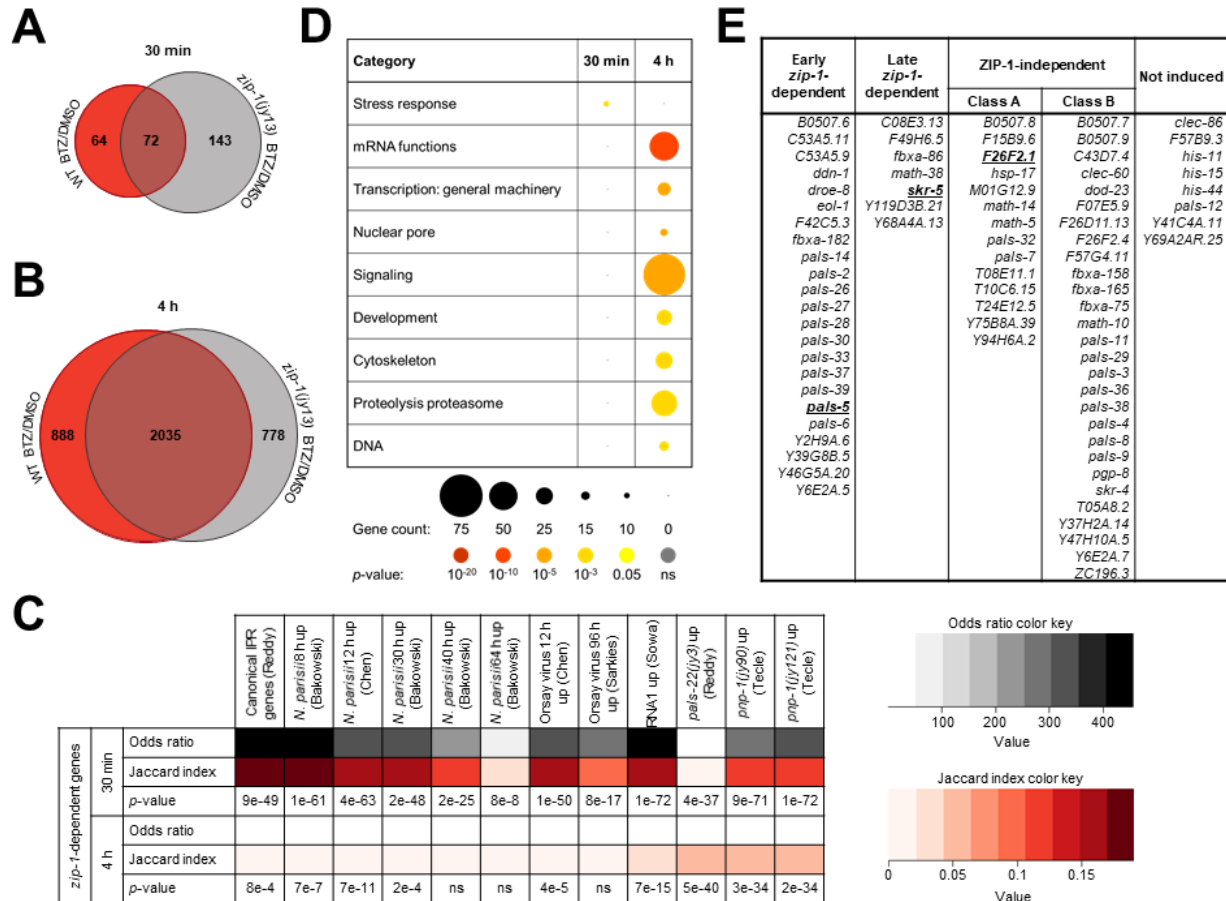 A
30 min
WT BTZ/DMSO
64
72
143
zip-1(jy13) BTZ/DMSO
B
4 h
WT BTZ/DMSO
888
2035
778
zip-1(jy13) BTZ/DMSO
D
Category 30 min 4 h
Stress response
mRNA functions
Transcription: general machinery
Nuclear pore
Signaling
Development
Cytoskeleton
Proteolysis proteasome
DNA
Gene count: 75 50 25 15 10 0
p-value: 10-20 10-10 10-5 10-3 0.05 ns
E
Early zip-1-dependent
B0507.6
C53A5.11
C53A5.9
ddn-1
droe-8
eol-1
F42C5.3
fbxa-182
pals-14
pals-2
pals-26
pals-27
pals-28
pals-30
pals-33
pals-37
pals-39
pals-5
pals-6
Y2H9A.6
Y39G8B.5
Y46G5A.20
Y6E2A.5
Late zip-1-dependent
C08E3.13
F49H6.5
fbxa-86
math-38
skr-5
Y119D3B.21
Y68A4A.13
ZIP-1-independent
Class A
B0507.8
F15B9.6
F26F2.1
hsp-17
M01G12.9
math-14
math-5
pals-32
pals-7
T08E11.1
T10C6.15
T24E12.5
Y75B8A.39
Y94H6A.2
Class B
B0507.7
B0507.9
C43D7.4
clec-60
dod-23
F07E5.9
F26D11.13
F26F2.4
F57G4.11
fbxa-158
fbxa-165
fbxa-75
math-10
pals-11
pals-29
pals-3
pals-36
pals-38
pals-4
pals-8
pals-9
pgp-8
skr-4
T05A8.2
Y37H2A.14
Y47H10A.5
Y6E2A.7
ZC196.3
Not induced
clec-86
F57B9.3
his-11
his-15
his-44
pals-12
Y41C4A.11
Y69A2AR.25
C
Canonical IPR genes (Reddy)
N. parisii 8 h up (Bakowski)
N. parisii 12 h up (Chen)
N. parisii 30 h up (Bakowski)
N. parisii 40 h up (Bakowski)
N. parisii 64 h up (Bakowski)
Orsay virus 12 h up (Chen)
Orsay virus 96 h up (Sarkies)
RNA1 up (Sowa)
pals-22(jy3) up (Reddy)
pnp-1(jy90) up (Tecle)
pnp-1(jy121) up (Tecle)
zip-1-dependent genes
30 min
Odds ratio
Jaccard index
p-value 9e-49 1e-61 4e-63 2e-48 2e-25 8e-8 1e-50 8e-17 1e-72 4e-37 9e-71 1e-72
4 h
Odds ratio
Jaccard index
p-value 8e-4 7e-7 7e-11 2e-4 ns ns 4e-5 ns 7e-15 5e-40 3e-34 2e-34
Odds ratio color key
100 200 300 400
Value
Jaccard index color key
0 0.05 0.1 0.15
Value